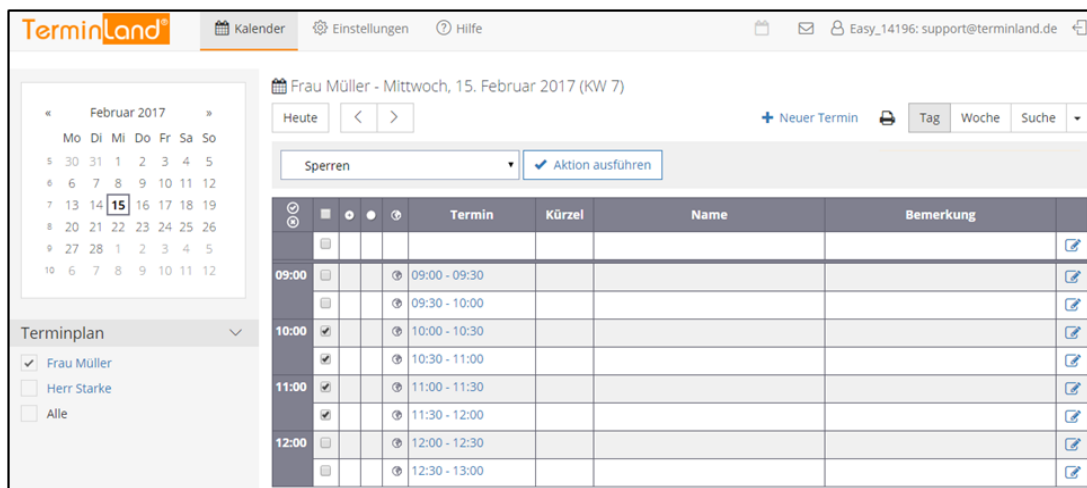 TerminLand®
Kalender
Einstellungen
Hilfe
Easy_14196: support@terminland.de
« Februar 2017 »
Mo Di Mi Do Fr Sa So
5 30 31 1 2 3 4 5
6 6 7 8 9 10 11 12
7 13 14 15 16 17 18 19
8 20 21 22 23 24 25 26
9 27 28 1 2 3 4 5
10 6 7 8 9 10 11 12
Terminplan
Frau Müller
Herr Starke
Alle
Frau Müller - Mittwoch, 15. Februar 2017 (KW 7)
Heute < > + Neuer Termin Tag Woche Suche
Sperren Aktion ausführen
Termin Kürzel Name Bemerkung
09:00 09:00 - 09:30
09:30 - 10:00
10:00 10:00 - 10:30
10:30 - 11:00
11:00 11:00 - 11:30
11:30 - 12:00
12:00 12:00 - 12:30
12:30 - 13:00